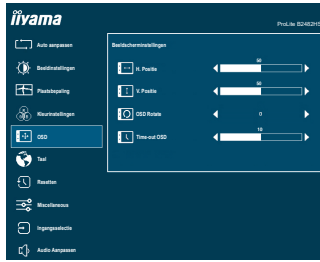 iiyama
ProLite B2482HS
Auto aanpassen
Beeldinstellingen
Plaatsbepaling
Kleurinstellingen
OSD
Taal
Resetten
Miscellaneous
Ingangsselectie
Audio Aanpassen
Beeldscherminstellingen
H. Positie
50
V. Positie
50
OSD Rotate
0
Time-out OSD
10